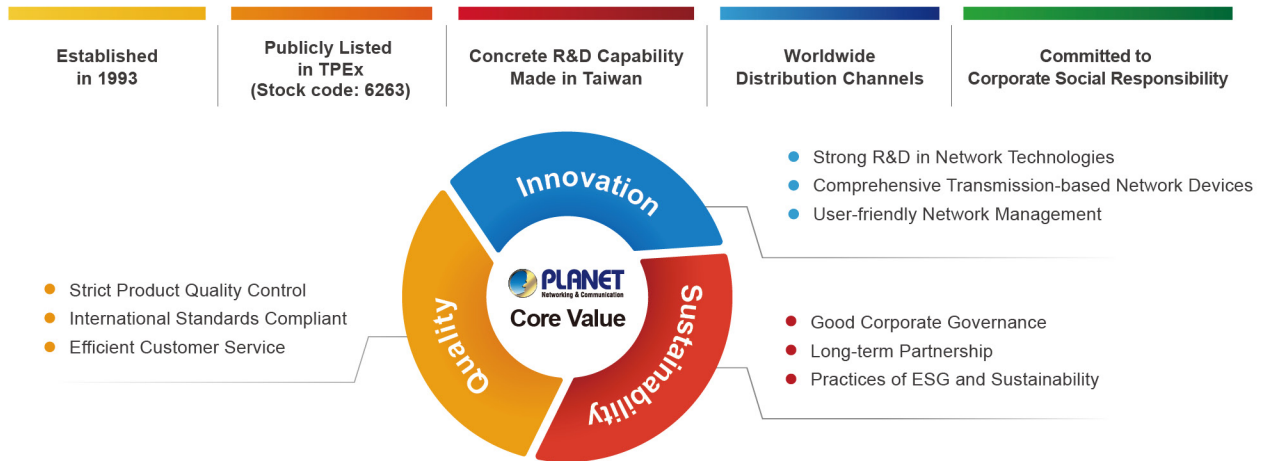 Established
in 1993
Publicly Listed
in TPEx
(Stock code: 6263)
Concrete R&D Capability
Made in Taiwan
Worldwide
Distribution Channels
Committed to
Corporate Social Responsibility
Innovation
Strong R&D in Network Technologies
Comprehensive Transmission-based Network Devices
User-friendly Network Management
PLANET
Networking & Communication
Core Value
Quality
Strict Product Quality Control
International Standards Compliant
Efficient Customer Service
Sustainability
Good Corporate Governance
Long-term Partnership
Practices of ESG and Sustainability